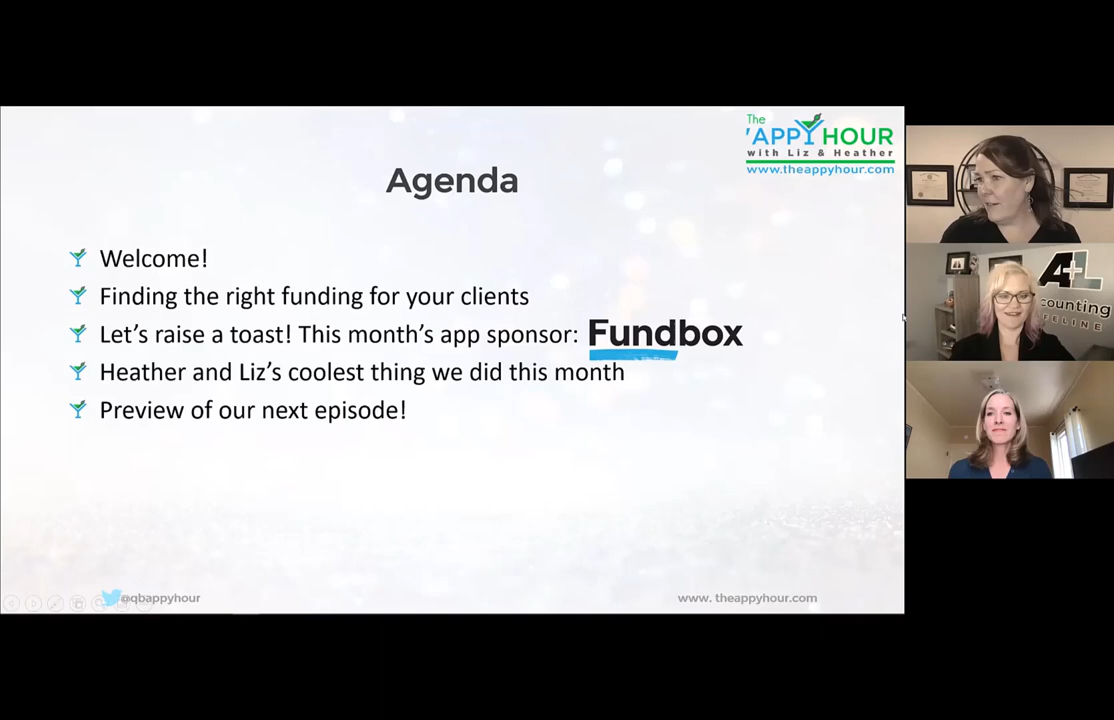 The
'APPY HOUR
with Liz & Heather
www.theappyhour.com
Agenda
Welcome!
Finding the right funding for your clients
Let's raise a toast! This month's app sponsor: Fundbox
Heather and Liz's coolest thing we did this month
Preview of our next episode!
@qbappyhour
www. theappyhour.com
A+L
counting
FELINE